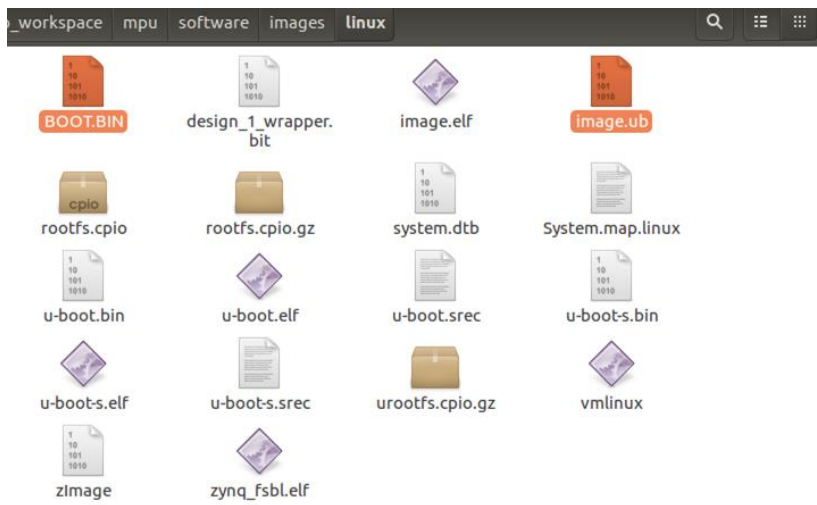 o_workspace mpu software images linux
BOOT.BIN
design_1_wrapper.
bit
image.elf
image.ub
cpio
rootfs.cpio
rootfs.cpio.gz
system.dtb
System.map.linux
u-boot.bin
u-boot.elf
u-boot.srec
u-boot-s.bin
u-boot-s.elf
u-boot-s.srec
urootfs.cpio.gz
vmlinux
zImage
zynq_fsbl.elf